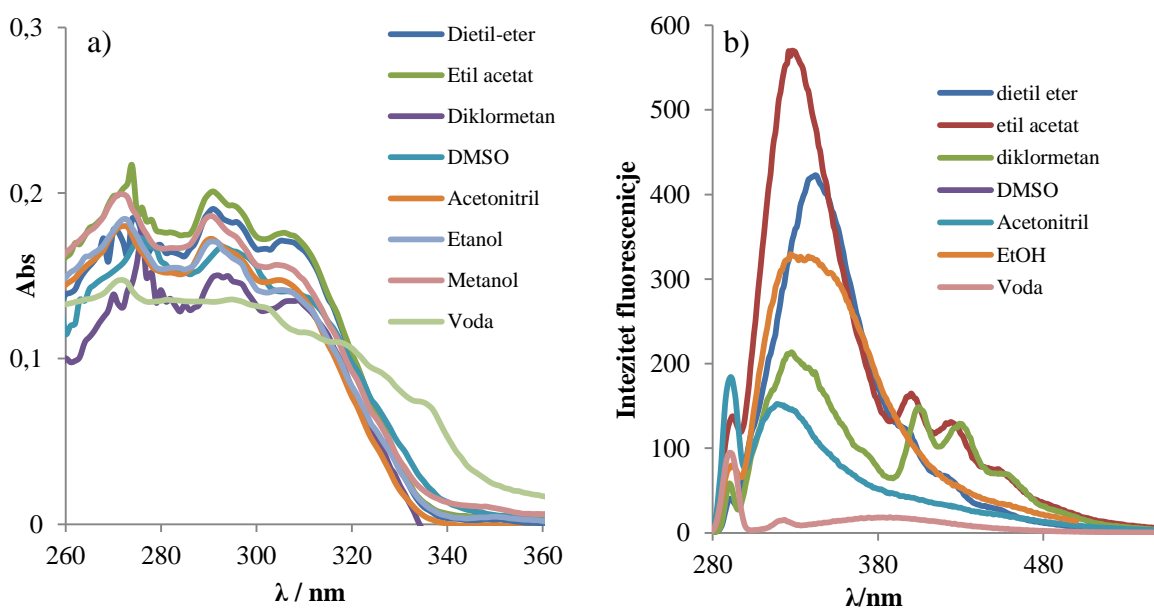 a)
0,3
0,2
0,1
0
Abs
260 280 300 320 340 360
λ / nm
Dietil-eter
Etil acetat
Diklormetan
DMSO
Acetonitril
Etanol
Metanol
Voda
b)
600
500
400
300
200
100
0
Intezitet fluorescenicje
280 380 480
λ/nm
dietil eter
etil acetat
diklormetan
DMSO
Acetonitril
EtOH
Voda